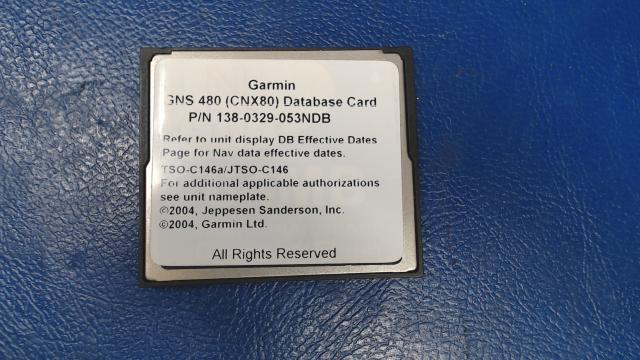 Garmin
GNS 480 (CNX80) Database Card
P/N 138-0329-053NDB
Refer to unit display DB Effective Dates
Page for Nav data effective dates.
TSO-C146a/JTSO-C146
For additional applicable authorizations
see unit nameplate.
©2004, Jeppesen Sanderson, Inc.
©2004, Garmin Ltd.
All Rights Reserved